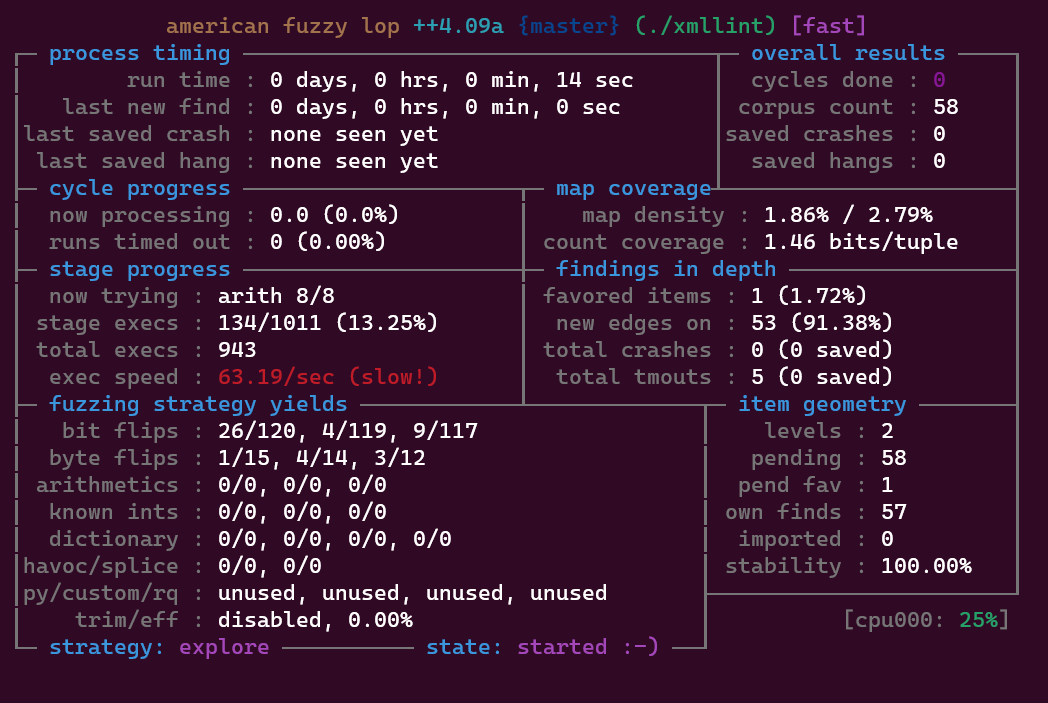 american fuzzy lop ++4.09a {master} (./xmllint) [fast]
process timing overall results
run time : 0 days, 0 hrs, 0 min, 14 sec cycles done : 0
last new find : 0 days, 0 hrs, 0 min, 0 sec corpus count : 58
last saved crash : none seen yet saved crashes : 0
last saved hang : none seen yet saved hangs : 0
cycle progress map coverage
now processing : 0.0 (0.0%) map density : 1.86% / 2.79%
runs timed out : 0 (0.00%) count coverage : 1.46 bits/tuple
stage progress findings in depth
now trying : arith 8/8 favored items : 1 (1.72%)
stage execs : 134/1011 (13.25%) new edges on : 53 (91.38%)
total execs : 943 total crashes : 0 (0 saved)
exec speed : 63.19/sec (slow!) total tmouts : 5 (0 saved)
fuzzing strategy yields item geometry
bit flips : 26/120, 4/119, 9/117 levels : 2
byte flips : 1/15, 4/14, 3/12 pending : 58
arithmetics : 0/0, 0/0, 0/0 pend fav : 1
known ints : 0/0, 0/0, 0/0 own finds : 57
dictionary : 0/0, 0/0, 0/0, 0/0 imported : 0
havoc/splice : 0/0, 0/0 stability : 100.00%
py/custom/rq : unused, unused, unused, unused
trim/eff : disabled, 0.00% [cpu000: 25%]
strategy: explore state: started :-)